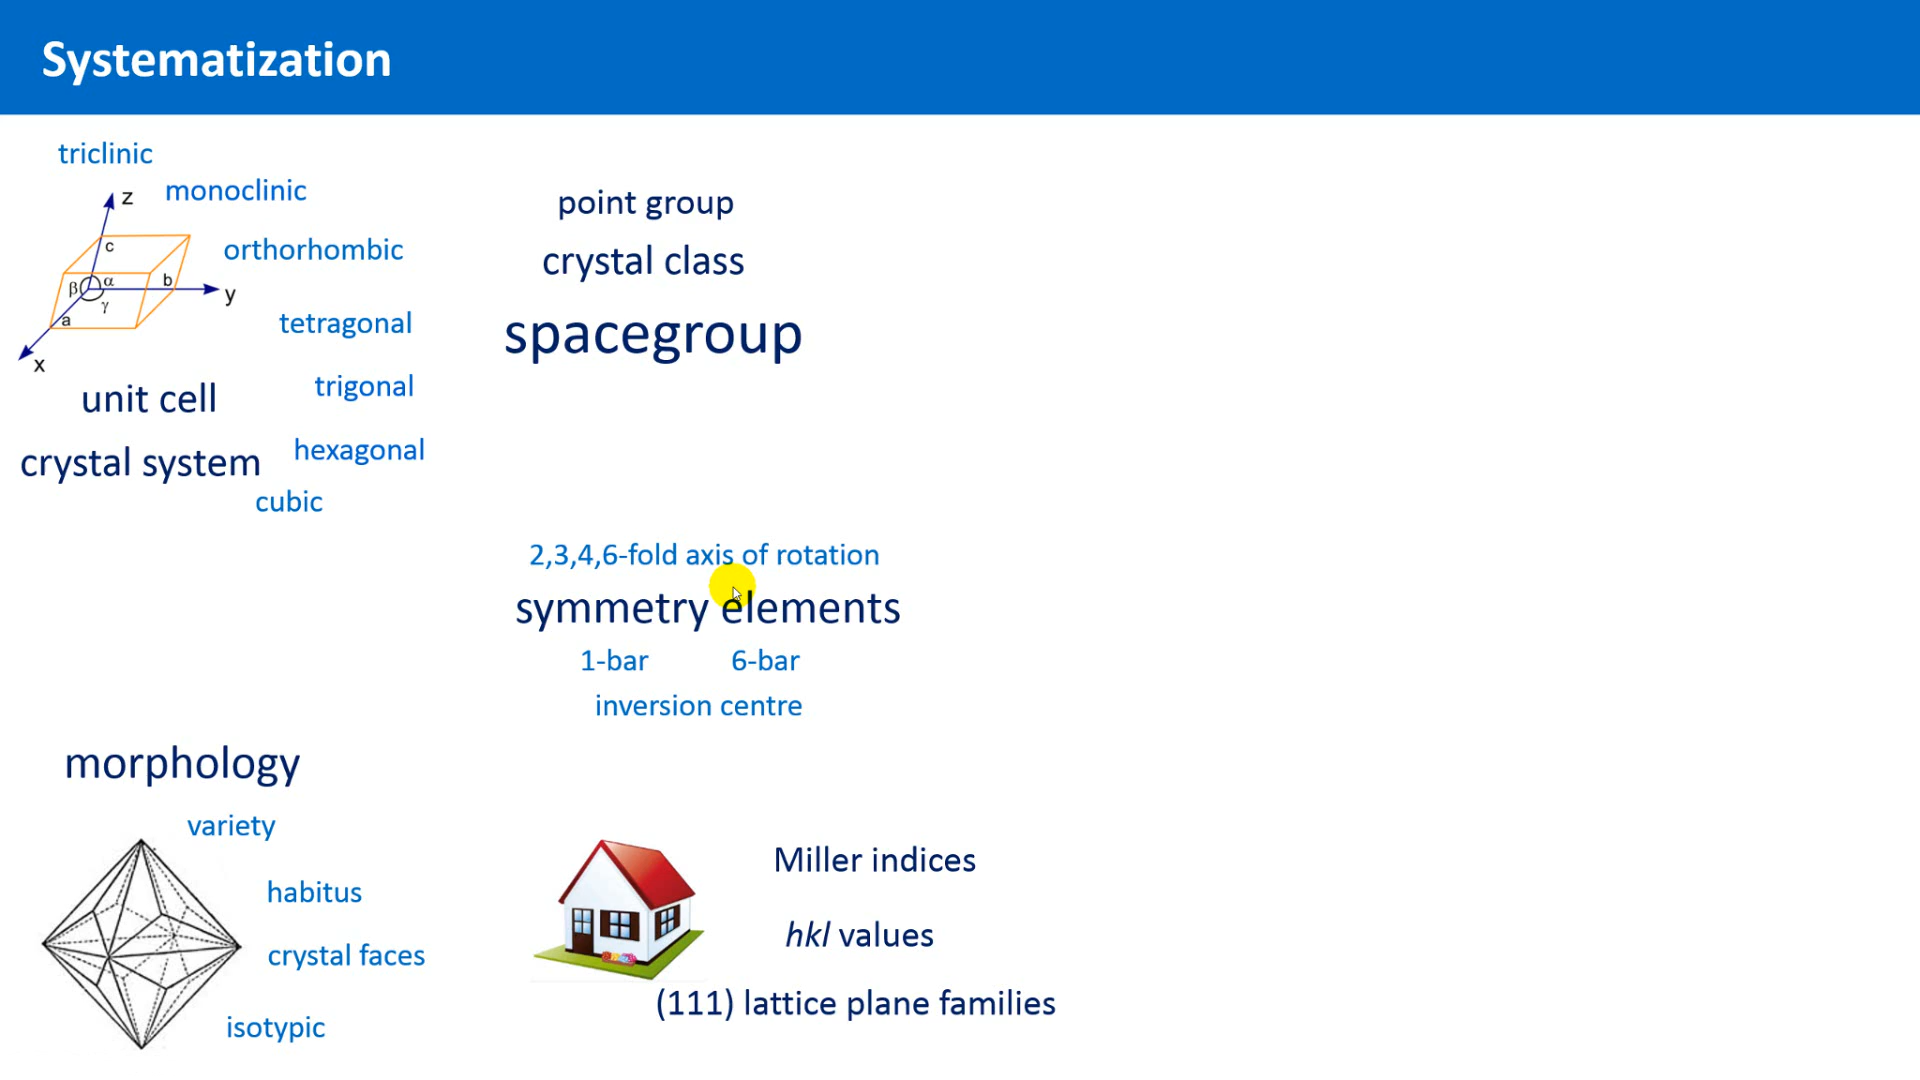 Systematization
triclinic
monoclinic
orthorhombic
tetragonal
trigonal
hexagonal
cubic
z
c
β
α
b
γ
y
a
x
unit cell
crystal system
point group
crystal class
spacegroup
2,3,4,6-fold axis of rotation
symmetry elements
1-bar 6-bar
inversion centre
morphology
variety
habitus
crystal faces
isotypic
Miller indices
hkl values
(111) lattice plane families